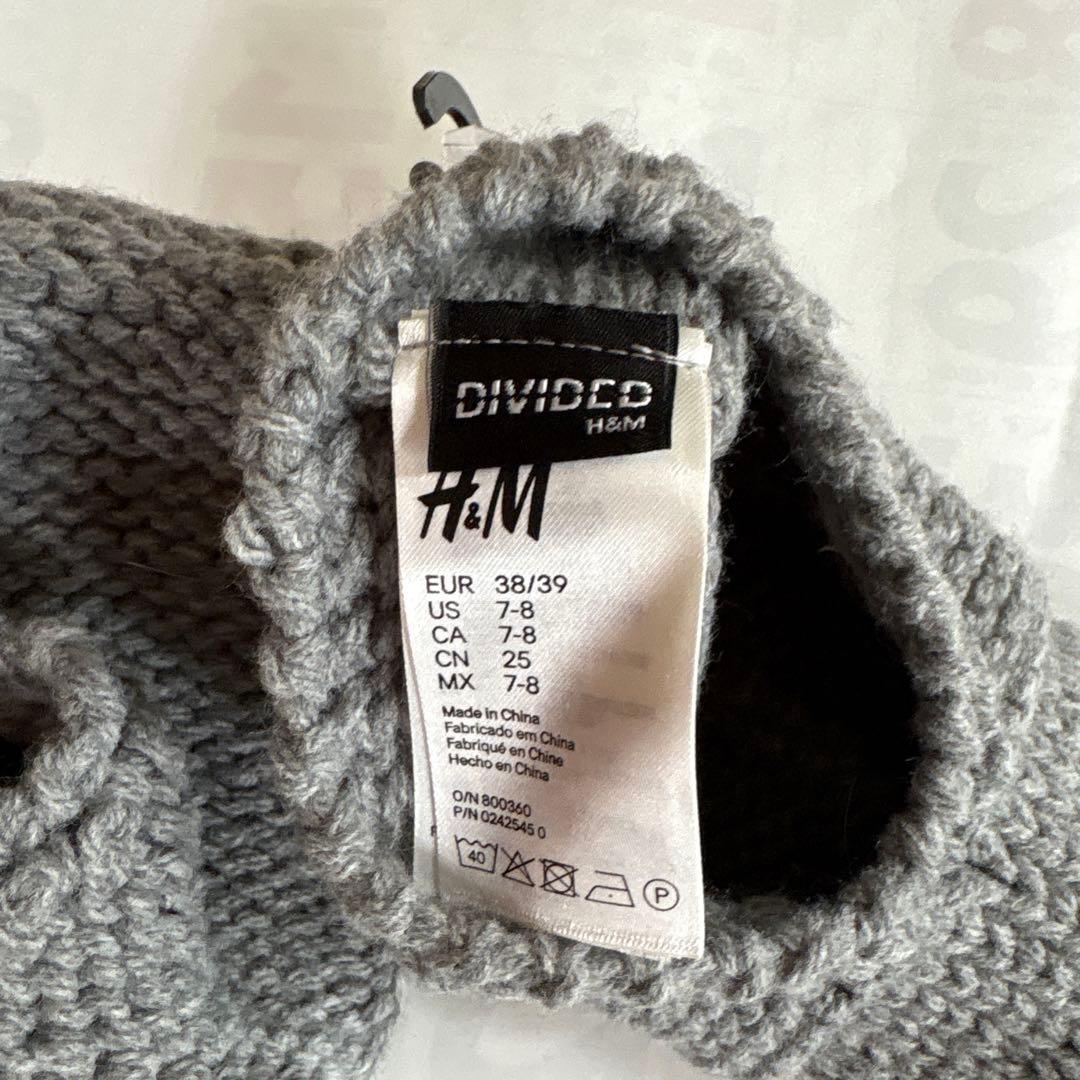 DIVIDED
H&M
H&M
EUR 38/39
US 7-8
CA 7-8
CN 25
MX 7-8
Made in China
Fabricado em China
Fabriqué en Chine
Hecho en China
O/N 800360
P/N 0242545 0
40
P